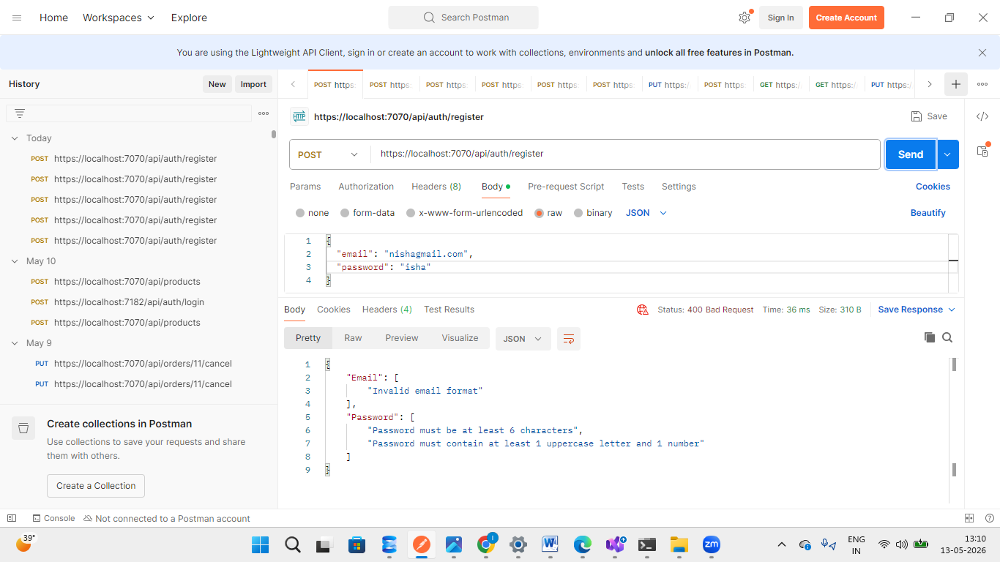 Home Workspaces Explore Search Postman Sign In Create Account
You are using the Lightweight API Client, sign in or create an account to work with collections, environments and unlock all free features in Postman.
History New Import
POST https: POST https: POST https: POST https: POST https: POST https: PUT https:/ POST https: GET https:/ GET https:/ PUT https:/
HTTP https://localhost:7070/api/auth/register Save
Today
POST https://localhost:7070/api/auth/register
POST https://localhost:7070/api/auth/register
POST https://localhost:7070/api/auth/register
POST https://localhost:7070/api/auth/register
POST https://localhost:7070/api/auth/register
May 10
POST https://localhost:7070/api/products
POST https://localhost:7182/api/auth/login
POST https://localhost:7070/api/products
May 9
PUT https://localhost:7070/api/orders/11/cancel
PUT https://localhost:7070/api/orders/11/cancel
Create collections in Postman
Use collections to save your requests and share
them with others.
Create a Collection
POST https://localhost:7070/api/auth/register Send
Params Authorization Headers (8) Body Pre-request Script Tests Settings Cookies
none form-data x-www-form-urlencoded raw binary JSON Beautify
1 {
2 "email": "nishagmail.com",
3 "password": "isha"
4 }
Body Cookies Headers (4) Test Results Status: 400 Bad Request Time: 36 ms Size: 310 B Save Response
Pretty Raw Preview Visualize JSON
1 {
2 "Email": [
3 "Invalid email format"
4 ],
5 "Password": [
6 "Password must be at least 6 characters",
7 "Password must contain at least 1 uppercase letter and 1 number"
8 ]
9 }
Console Not connected to a Postman account
39° zm ENG 13:10
IN 13-05-2026